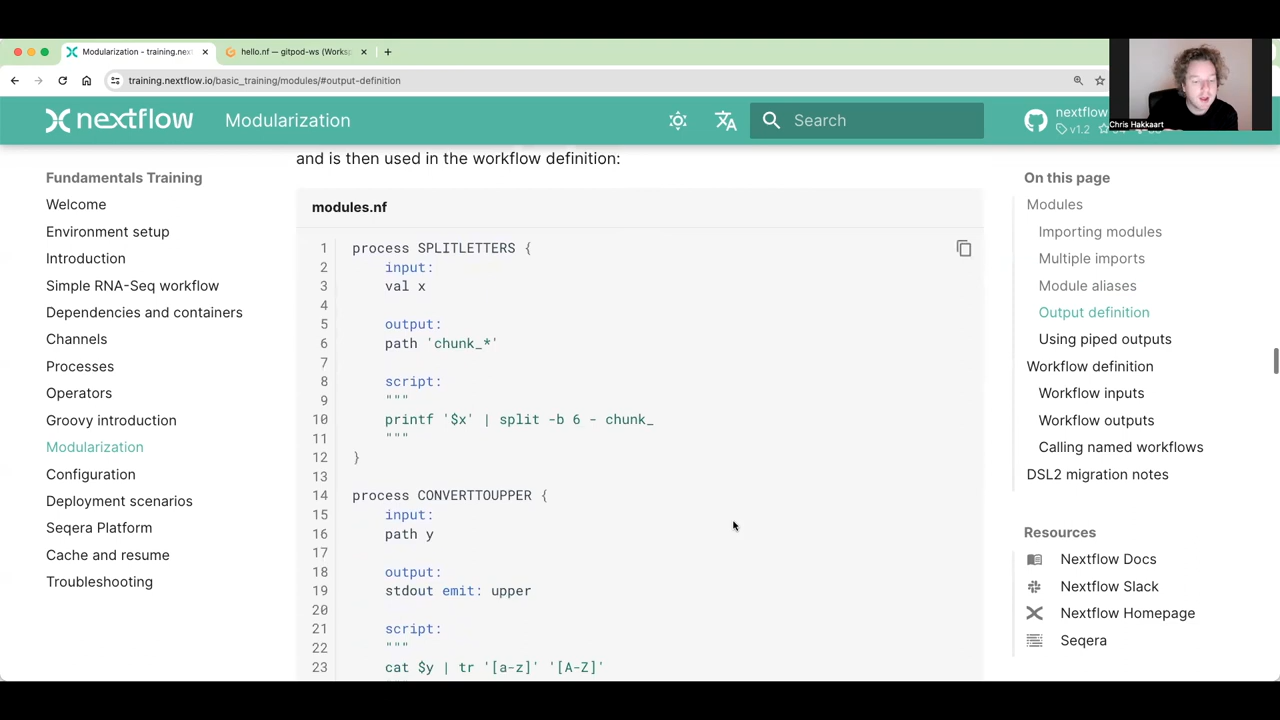 Modularization - training.nex
hello.nf — gitpod-ws (Works
training.nextflow.io/basic_training/modules/#output-definition
Chris Hakkaart
nextflow
Modularization
Search
nextflow
v1.2
and is then used in the workflow definition:
Fundamentals Training
Welcome
Environment setup
Introduction
Simple RNA-Seq workflow
Dependencies and containers
Channels
Processes
Operators
Groovy introduction
Modularization
Configuration
Deployment scenarios
Seqera Platform
Cache and resume
Troubleshooting
modules.nf
1 process SPLITLETTERS {
2 input:
3 val x
4
5 output:
6 path 'chunk_*'
7
8 script:
9 """
10 printf '$x' | split -b 6 - chunk_
11 """
12 }
13
14 process CONVERTTOUPPER {
15 input:
16 path y
17
18 output:
19 stdout emit: upper
20
21 script:
22 """
23 cat $y | tr '[a-z]' '[A-Z]'
On this page
Modules
Importing modules
Multiple imports
Module aliases
Output definition
Using piped outputs
Workflow definition
Workflow inputs
Workflow outputs
Calling named workflows
DSL2 migration notes
Resources
Nextflow Docs
Nextflow Slack
Nextflow Homepage
Seqera